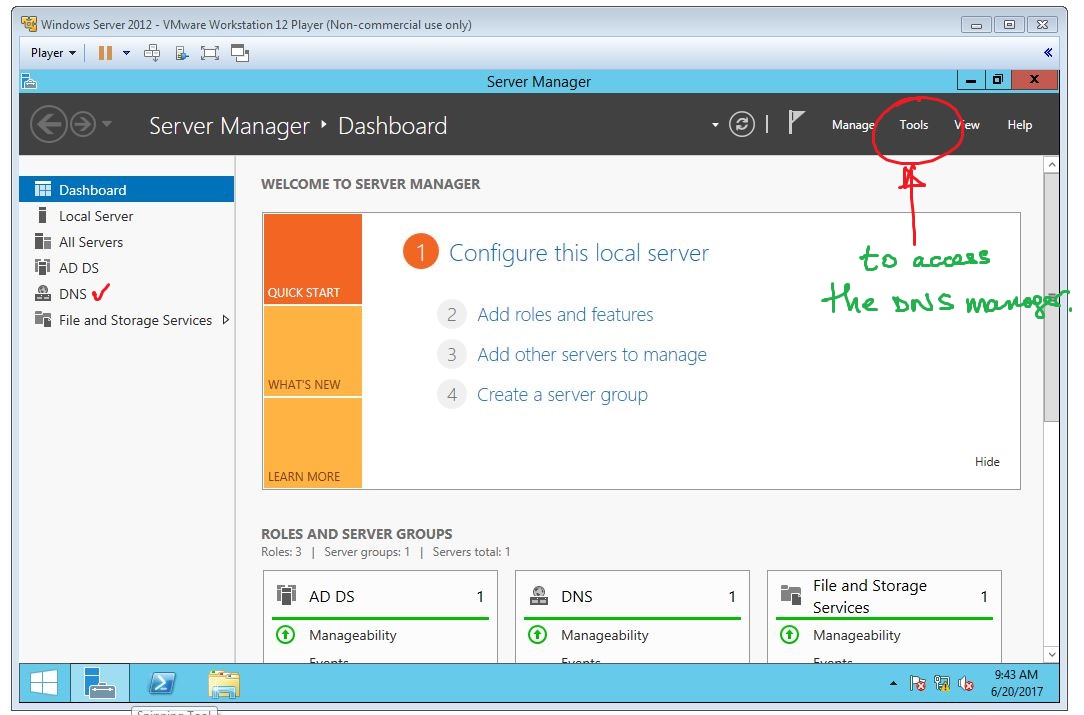 Windows Server 2012 - VMware Workstation 12 Player (Non-commercial use only)
Player
Server Manager
Server Manager Dashboard
Manage Tools View Help
Dashboard
Local Server
All Servers
AD DS
DNS
File and Storage Services
WELCOME TO SERVER MANAGER
QUICK START
WHAT'S NEW
LEARN MORE
1 Configure this local server
2 Add roles and features
3 Add other servers to manage
4 Create a server group
Hide
to access
the DNS manager.
ROLES AND SERVER GROUPS
Roles: 3 | Server groups: 1 | Servers total: 1
AD DS 1
Manageability
Events
DNS 1
Manageability
Events
File and Storage
Services 1
Manageability
Events
9:43 AM
6/20/2017